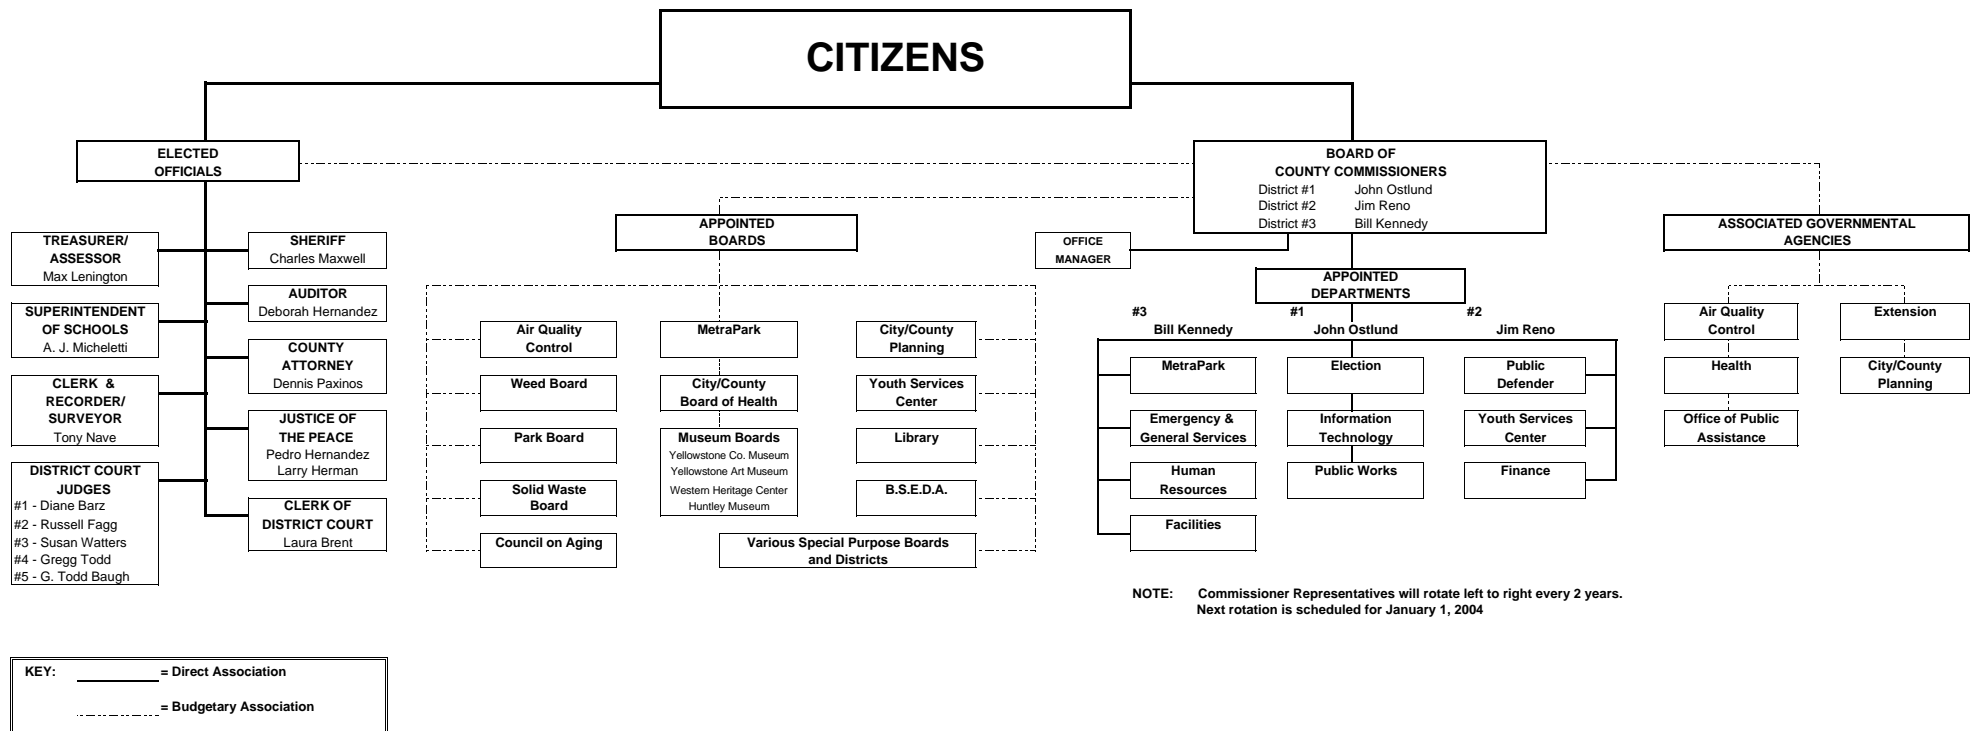 CITIZENS
ELECTED
OFFICIALS
BOARD OF
COUNTY COMMISSIONERS
District #1 John Ostlund
District #2 Jim Reno
District #3 Bill Kennedy
APPOINTED
BOARDS
OFFICE
MANAGER
ASSOCIATED GOVERNMENTAL
AGENCIES
TREASURER/
ASSESSOR
Max Lenington
SUPERINTENDENT
OF SCHOOLS
A. J. Micheletti
CLERK &
RECORDER/
SURVEYOR
Tony Nave
DISTRICT COURT
JUDGES
#1 - Diane Barz
#2 - Russell Fagg
#3 - Susan Watters
#4 - Gregg Todd
#5 - G. Todd Baugh
SHERIFF
Charles Maxwell
AUDITOR
Deborah Hernandez
COUNTY
ATTORNEY
Dennis Paxinos
JUSTICE OF
THE PEACE
Pedro Hernandez
Larry Herman
CLERK OF
DISTRICT COURT
Laura Brent
Air Quality
Control
Weed Board
Park Board
Solid Waste
Board
Council on Aging
MetraPark
City/County
Board of Health
Museum Boards
Yellowstone Co. Museum
Yellowstone Art Museum
Western Heritage Center
Huntley Museum
City/County
Planning
Youth Services
Center
Library
B.S.E.D.A.
Various Special Purpose Boards
and Districts
APPOINTED
DEPARTMENTS
#3 #1 #2
Bill Kennedy John Ostlund Jim Reno
MetraPark
Emergency &
General Services
Human
Resources
Facilities
Election
Information
Technology
Public Works
Public
Defender
Youth Services
Center
Finance
Air Quality
Control
Health
Office of Public
Assistance
Extension
City/County
Planning
NOTE: Commissioner Representatives will rotate left to right every 2 years.
Next rotation is scheduled for January 1, 2004
KEY: = Direct Association
= Budgetary Association